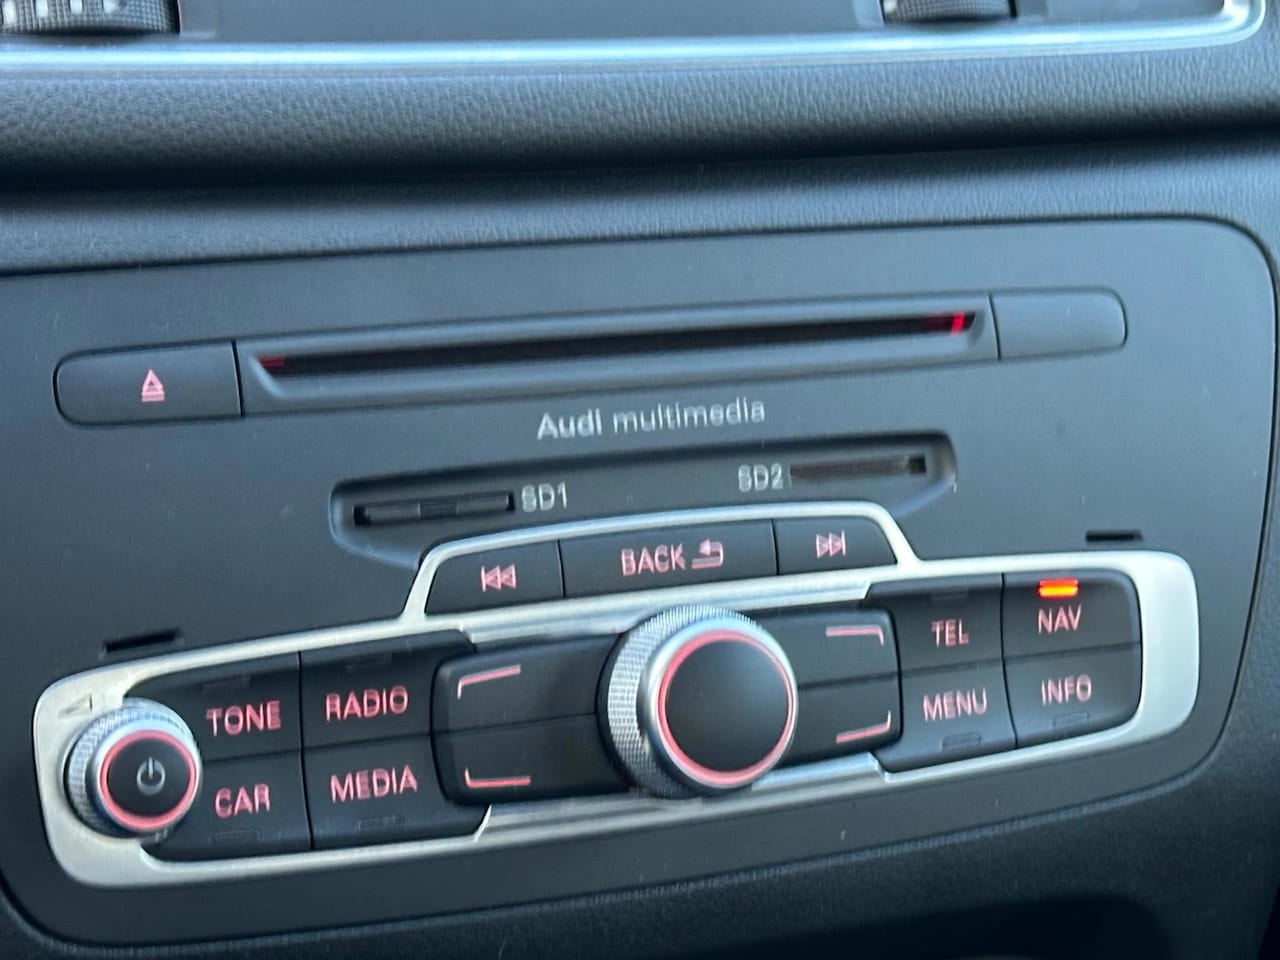 Audi multimedia
SD1
SD2
BACK
TEL
NAV
TONE
RADIO
MENU
INFO
CAR
MEDIA